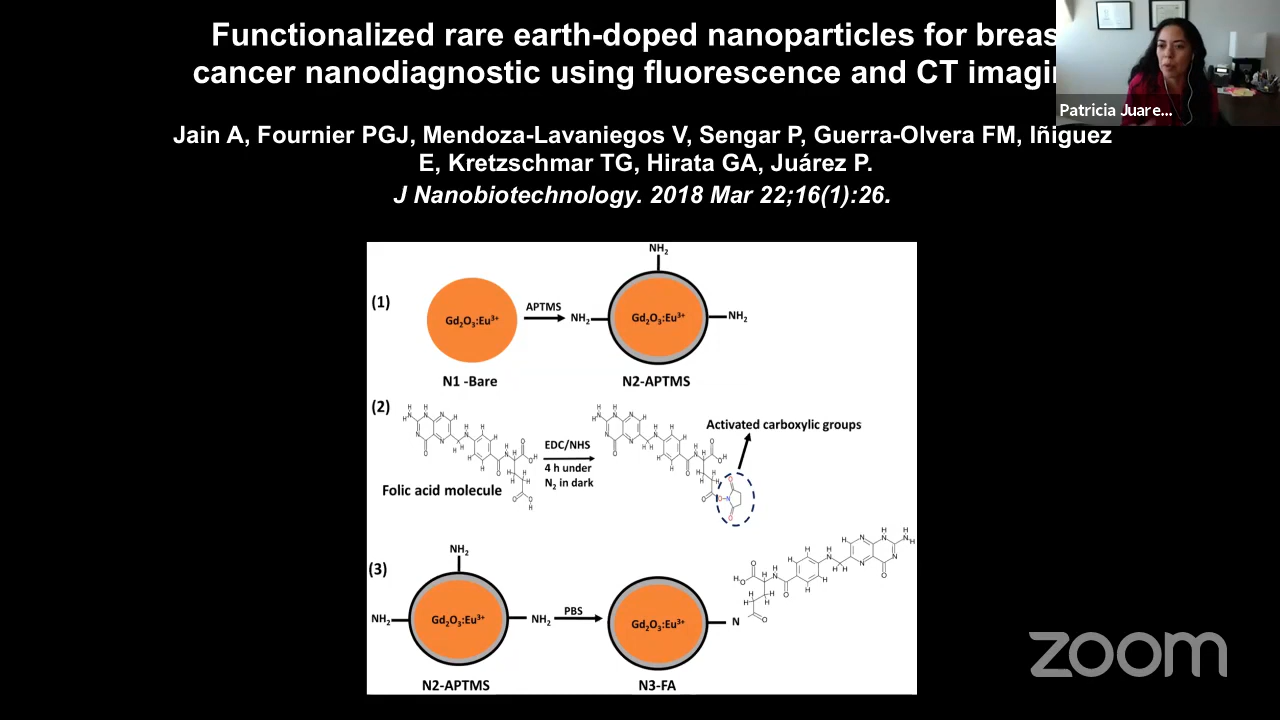 Functionalized rare earth-doped nanoparticles for breas
cancer nanodiagnostic using fluorescence and CT imagin
Patricia Juare...
Jain A, Fournier PGJ, Mendoza-Lavaniegos V, Sengar P, Guerra-Olvera FM, Iñiguez
E, Kretzschmar TG, Hirata GA, Juárez P.
J Nanobiotechnology. 2018 Mar 22;16(1):26.
NH₂
(1)
Gd₂O₃:Eu³⁺
APTMS
NH₂
Gd₂O₃:Eu³⁺
NH₂
N1 -Bare
N2-APTMS
(2)
Activated carboxylic groups
EDC/NHS
4 h under
N₂ in dark
Folic acid molecule
NH₂
(3)
NH₂
Gd₂O₃:Eu³⁺
NH₂
PBS
Gd₂O₃:Eu³⁺
N
N2-APTMS
N3-FA
zoom